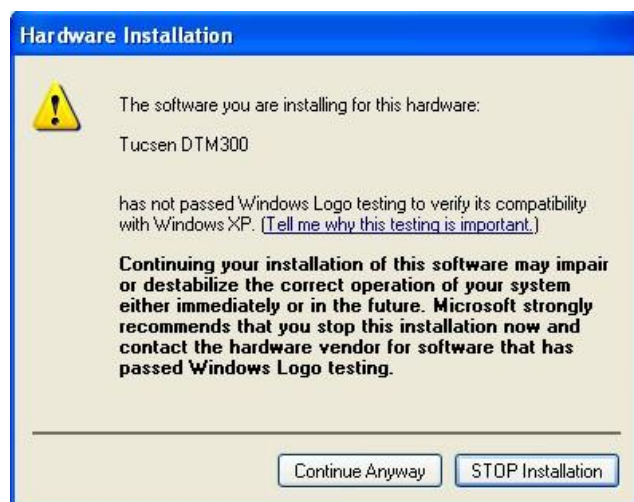 Hardware Installation
The software you are installing for this hardware:
Tucsen DTM300
has not passed Windows Logo testing to verify its compatibility
with Windows XP. (Tell me why this testing is important.)
Continuing your installation of this software may impair
or destabilize the correct operation of your system
either immediately or in the future. Microsoft strongly
recommends that you stop this installation now and
contact the hardware vendor for software that has
passed Windows Logo testing.
Continue Anyway STOP Installation